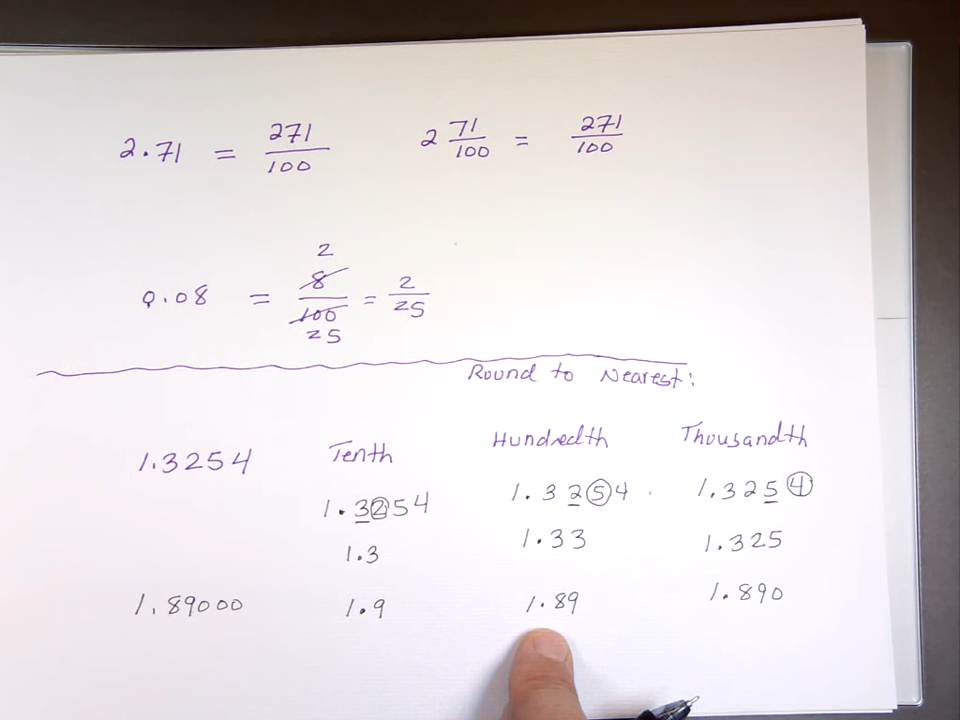 2.71 = 271/100 2 71/100 = 271/100
2
0.08 = 8/100 = 2/25
25
Round to Nearest:
1.3254 Tenth Hundredth Thousandth
1.3254 1.3254 1.3254
1.3 1.33 1.325
1.89000 1.9 1.89 1.890